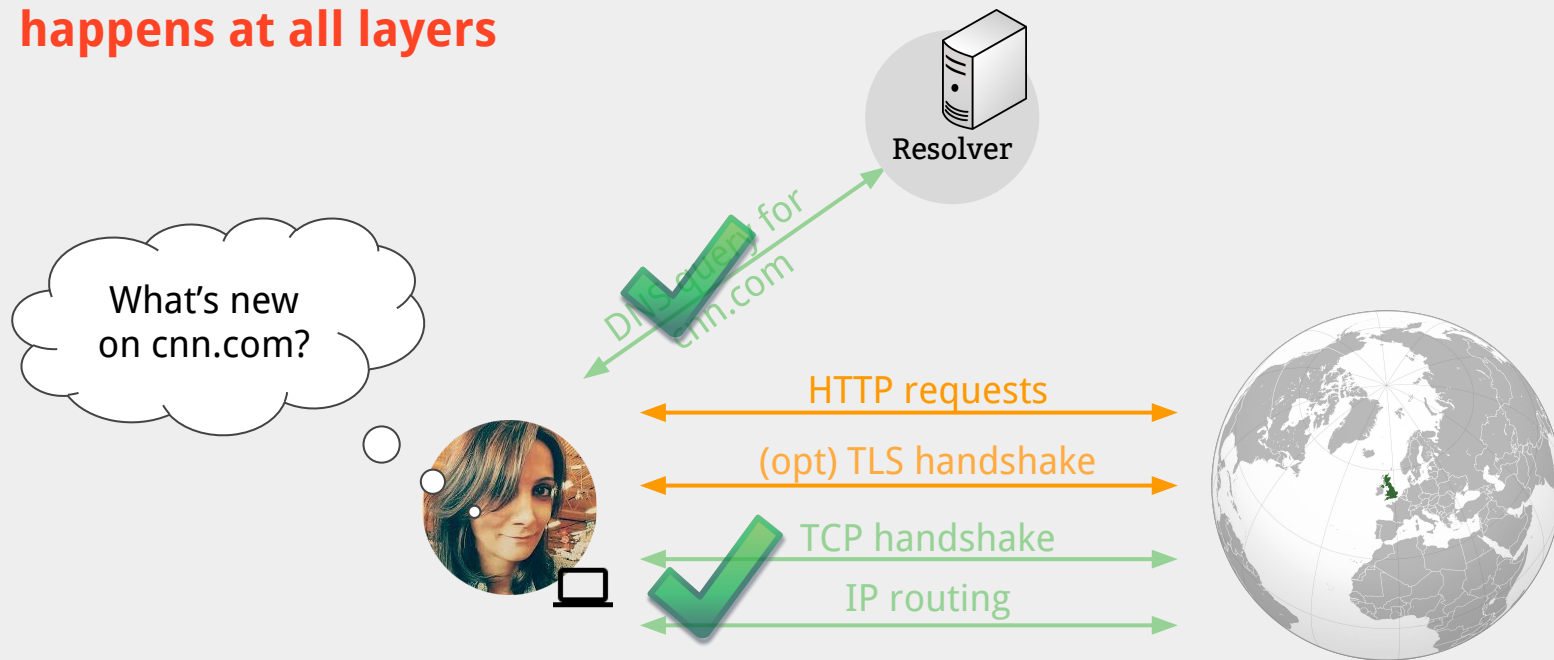 happens at all layers
Resolver
DNS query for
cnn.com
What's new
on cnn.com?
HTTP requests
(opt) TLS handshake
TCP handshake
IP routing